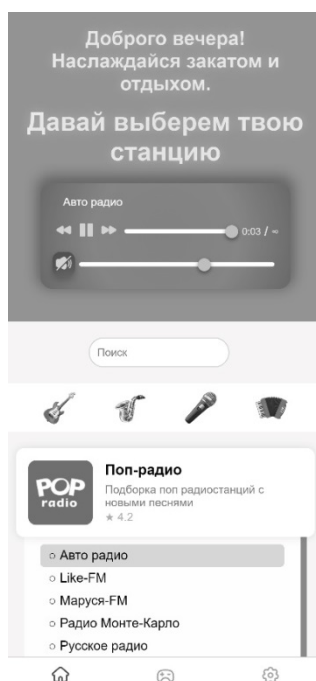 Доброго вечера!
Наслаждайся закатом и
отдыхом.
Давай выберем твою
станцию
Авто радио
0:03 / ∞
Поиск
POP
radio
Поп-радио
Подборка поп радиостанций с
новыми песнями
★ 4.2
○ Авто радио
○ Like-FM
○ Маруся-FM
○ Радио Монте-Карло
○ Русское радио